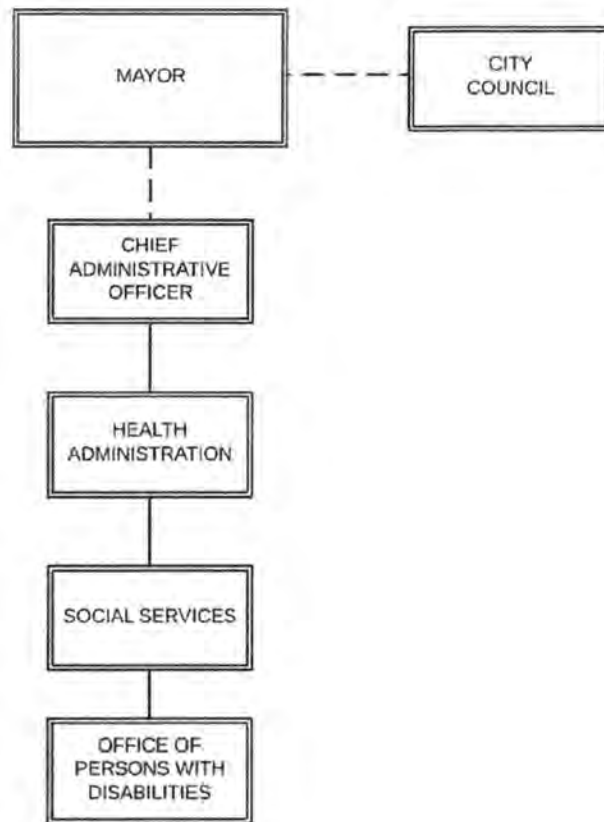 MAYOR
CITY
COUNCIL
CHIEF
ADMINISTRATIVE
OFFICER
HEALTH
ADMINISTRATION
SOCIAL SERVICES
OFFICE OF
PERSONS WITH
DISABILITIES